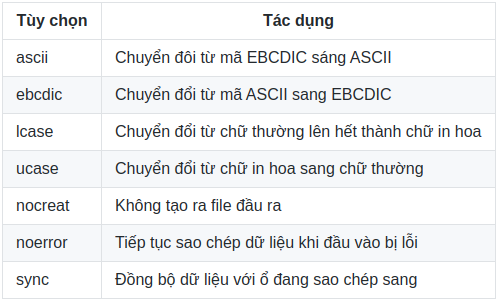 Tùy chọn Tác dụng
ascii Chuyển đôi từ mã EBCDIC sáng ASCII
ebcdic Chuyển đổi từ mã ASCII sang EBCDIC
lcase Chuyển đổi từ chữ thường lên hết thành chữ in hoa
ucase Chuyển đổi từ chữ in hoa sang chữ thường
nocreat Không tạo ra file đầu ra
noerror Tiếp tục sao chép dữ liệu khi đầu vào bị lỗi
sync Đồng bộ dữ liệu với ổ đang sao chép sang